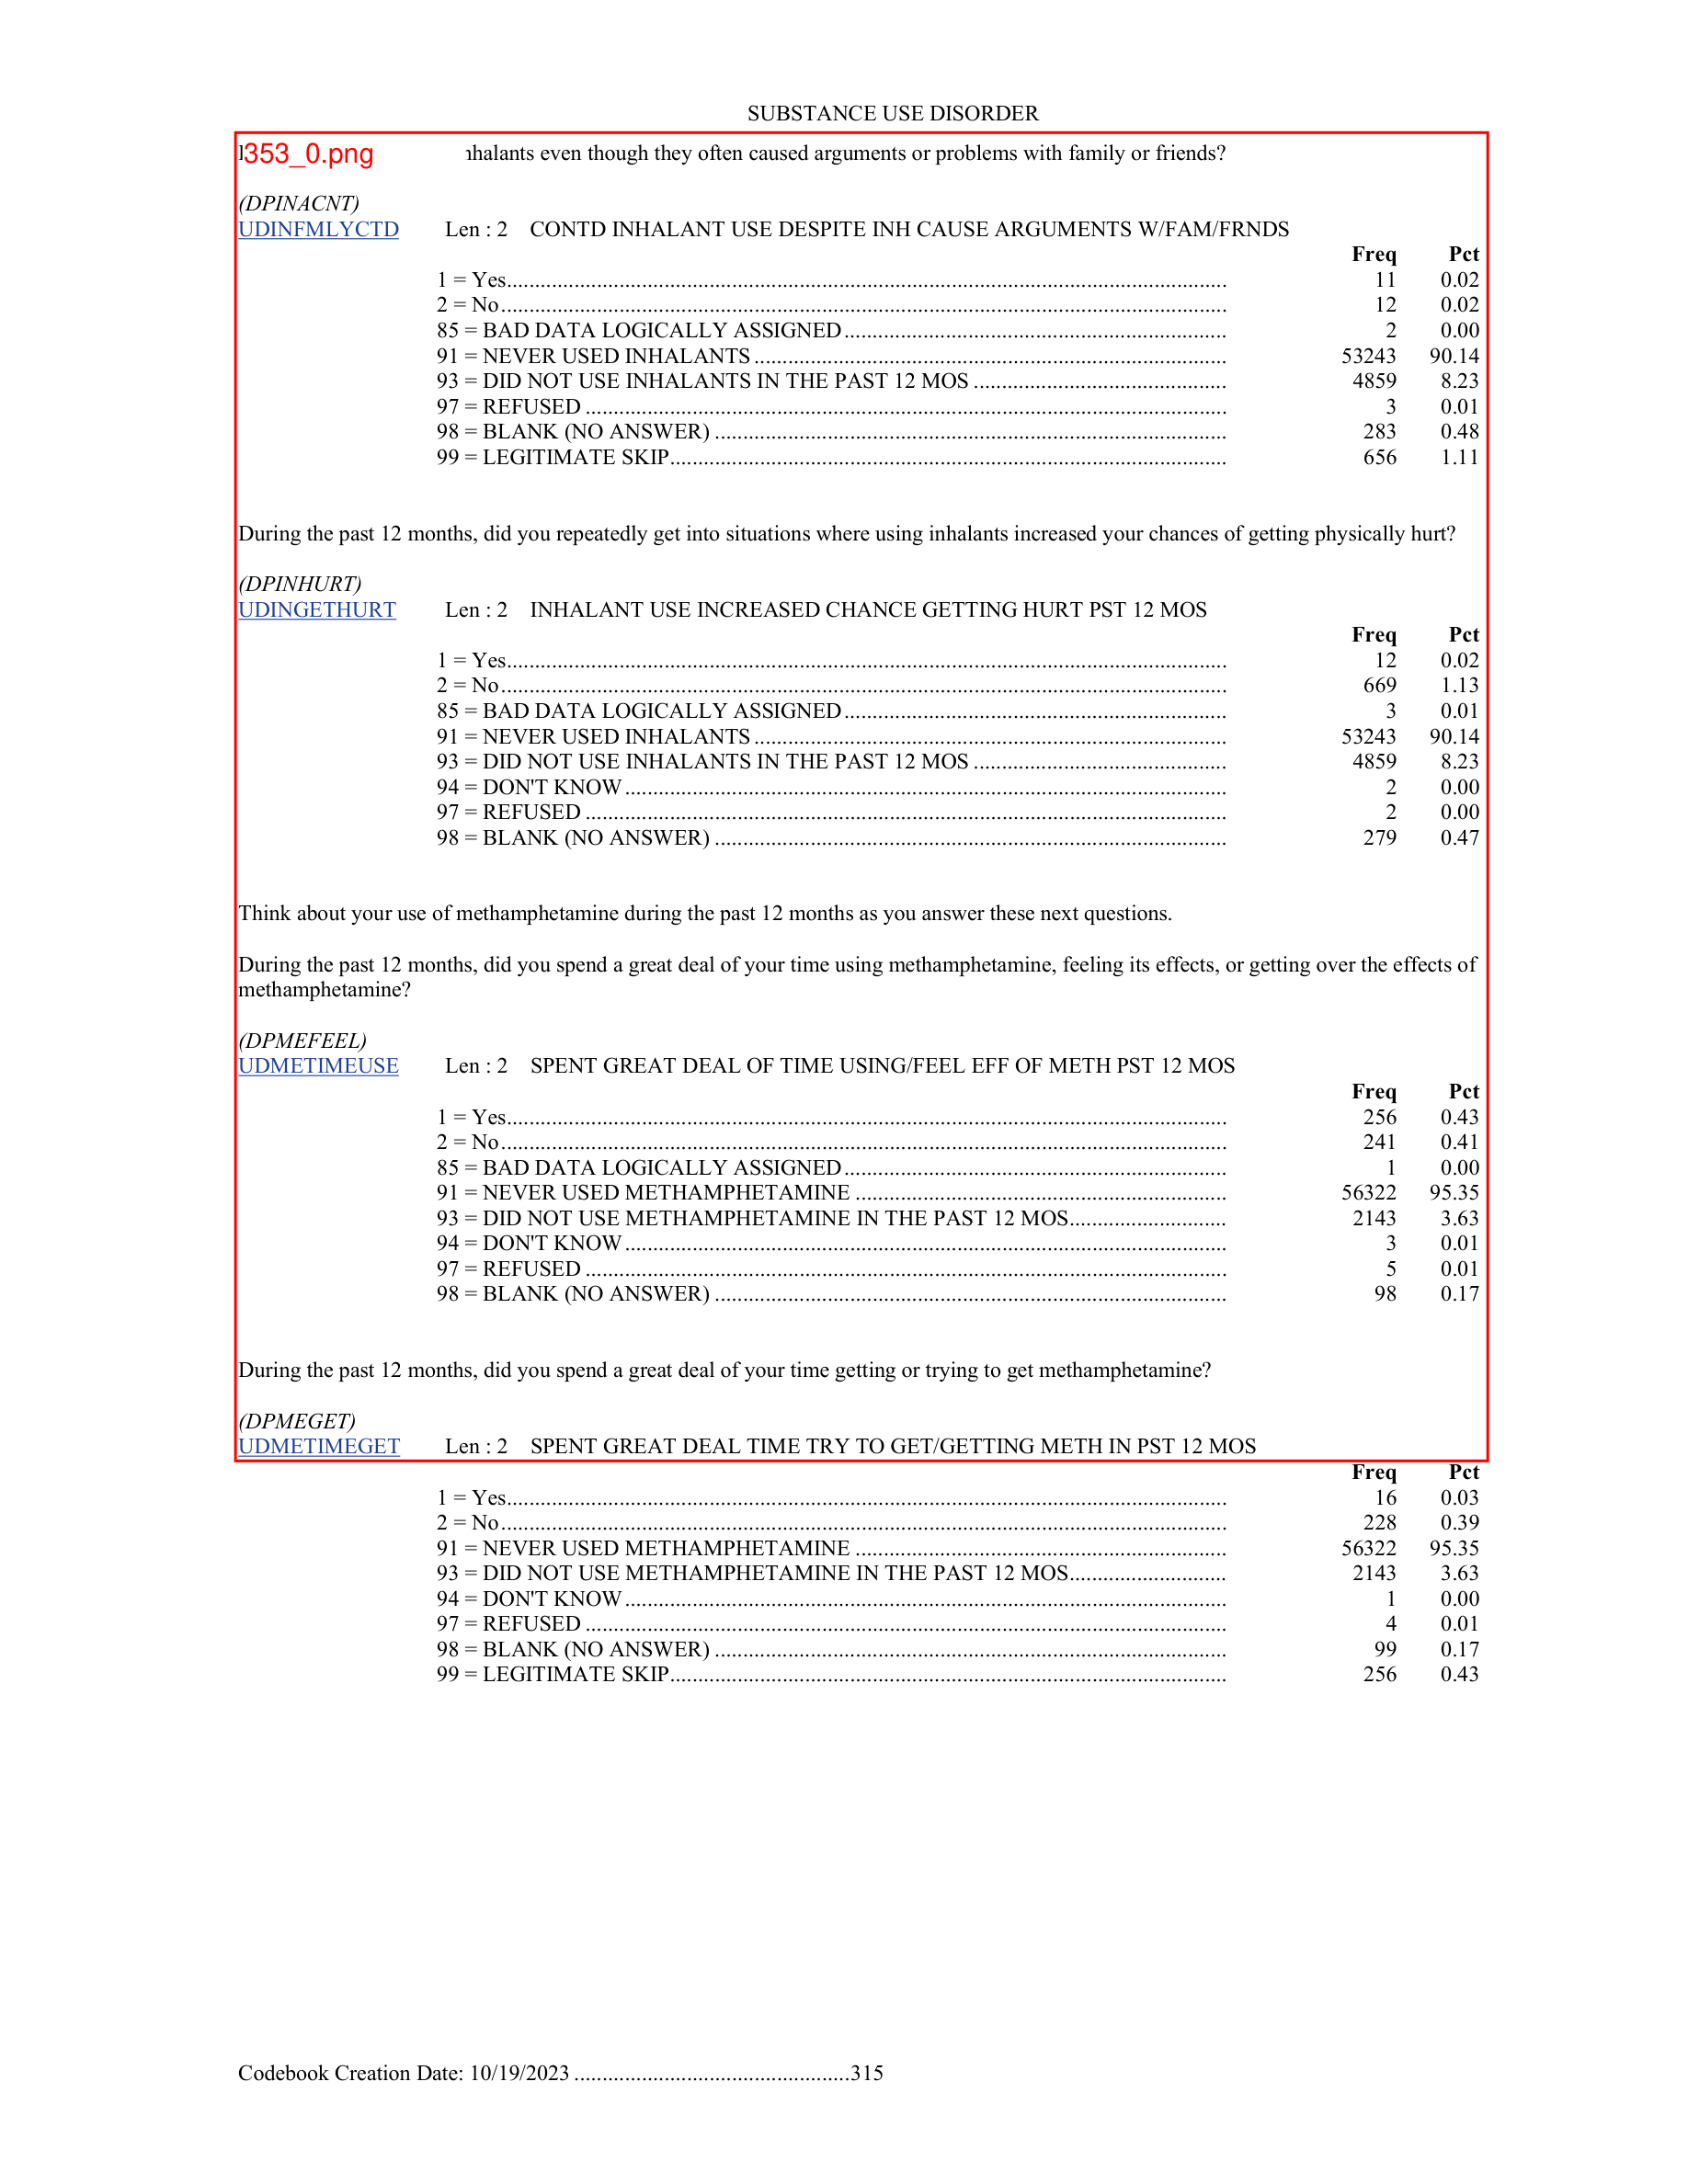 SUBSTANCE USE DISORDER
353_0.png even though they often caused arguments or problems with family or friends?
(DPINACNT)
UDINFMLYCTD Len : 2 CONTD INHALANT USE DESPITE INH CAUSE ARGUMENTS W/FAM/FRNDS
Freq Pct
1 = Yes 11 0.02
2 = No 12 0.02
85 = BAD DATA LOGICALLY ASSIGNED 2 0.00
91 = NEVER USED INHALANTS 53243 90.14
93 = DID NOT USE INHALANTS IN THE PAST 12 MOS 4859 8.23
97 = REFUSED 3 0.01
98 = BLANK (NO ANSWER) 283 0.48
99 = LEGITIMATE SKIP 656 1.11
During the past 12 months, did you repeatedly get into situations where using inhalants increased your chances of getting physically hurt?
(DPINHURT)
UDINGETHURT Len : 2 INHALANT USE INCREASED CHANCE GETTING HURT PST 12 MOS
Freq Pct
1 = Yes 12 0.02
2 = No 669 1.13
85 = BAD DATA LOGICALLY ASSIGNED 3 0.01
91 = NEVER USED INHALANTS 53243 90.14
93 = DID NOT USE INHALANTS IN THE PAST 12 MOS 4859 8.23
94 = DON'T KNOW 2 0.00
97 = REFUSED 2 0.00
98 = BLANK (NO ANSWER) 279 0.47
Think about your use of methamphetamine during the past 12 months as you answer these next questions.
During the past 12 months, did you spend a great deal of your time using methamphetamine, feeling its effects, or getting over the effects of
methamphetamine?
(DPMEFEEL)
UDMETIMEUSE Len : 2 SPENT GREAT DEAL OF TIME USING/FEEL EFF OF METH PST 12 MOS
Freq Pct
1 = Yes 256 0.43
2 = No 241 0.41
85 = BAD DATA LOGICALLY ASSIGNED 1 0.00
91 = NEVER USED METHAMPHETAMINE 56322 95.35
93 = DID NOT USE METHAMPHETAMINE IN THE PAST 12 MOS 2143 3.63
94 = DON'T KNOW 3 0.01
97 = REFUSED 5 0.01
98 = BLANK (NO ANSWER) 98 0.17
During the past 12 months, did you spend a great deal of your time getting or trying to get methamphetamine?
(DPMEGET)
UDMETIMEGET Len : 2 SPENT GREAT DEAL TIME TRY TO GET/GETTING METH IN PST 12 MOS
Freq Pct
1 = Yes 16 0.03
2 = No 228 0.39
91 = NEVER USED METHAMPHETAMINE 56322 95.35
93 = DID NOT USE METHAMPHETAMINE IN THE PAST 12 MOS 2143 3.63
94 = DON'T KNOW 1 0.00
97 = REFUSED 4 0.01
98 = BLANK (NO ANSWER) 99 0.17
99 = LEGITIMATE SKIP 256 0.43
Codebook Creation Date: 10/19/2023 315